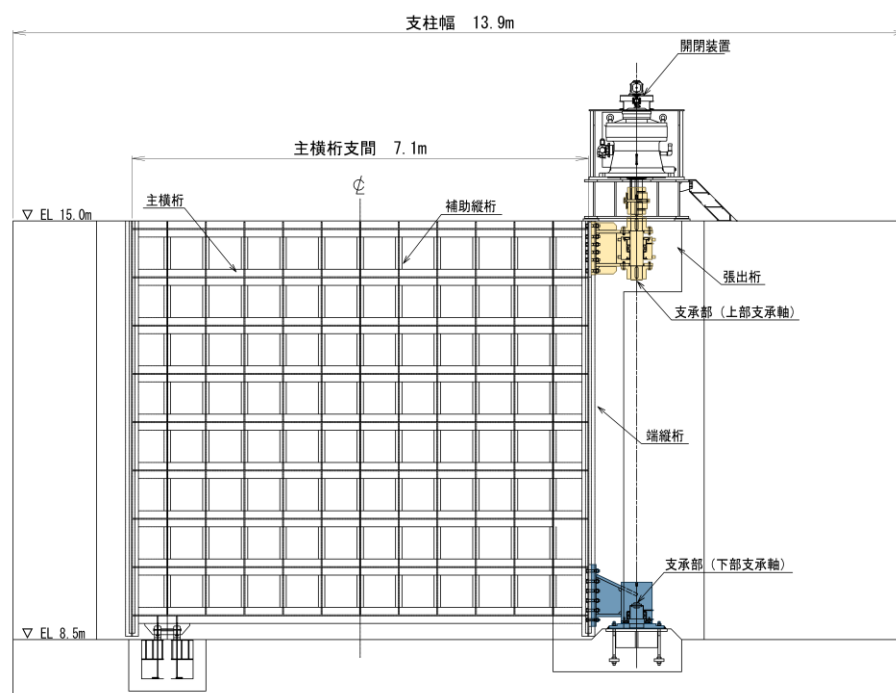 支柱幅 13.9m
開閉装置
主横桁支間 7.1m
℄
主横桁
補助縦桁
▽ EL 15.0m
張出桁
支承部（上部支承軸）
端縦桁
支承部（下部支承軸）
▽ EL 8.5m